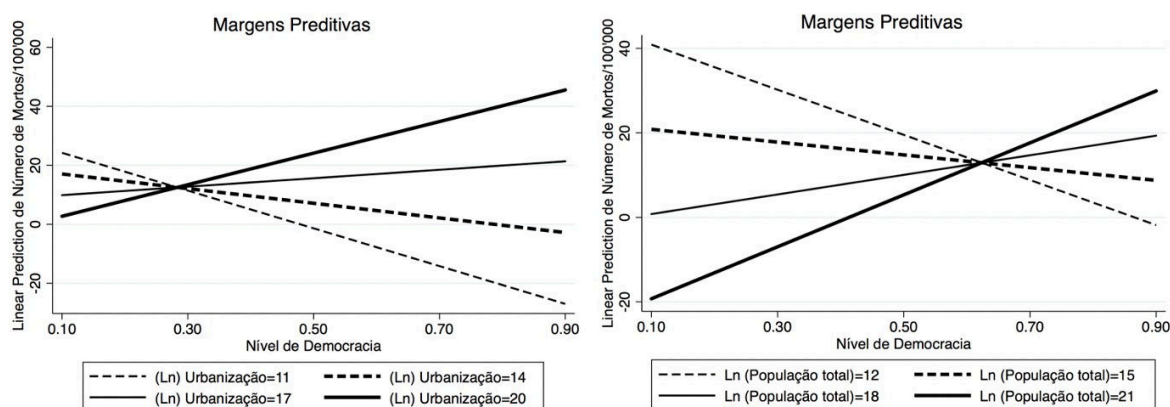 Margens Preditivas
Linear Prediction of Número de Mortos/100'000
60
40
20
0
-20
0.10 0.30 0.50 0.70 0.90
Nível de Democracia
(Ln) Urbanização=11 (Ln) Urbanização=14
(Ln) Urbanização=17 (Ln) Urbanização=20
Margens Preditivas
Linear Prediction de Número de Mortos/100'000
40
20
0
-20
0.10 0.30 0.50 0.70 0.90
Nível de Democracia
Ln (População total)=12 Ln (População total)=15
Ln (População total)=18 Ln (População total)=21